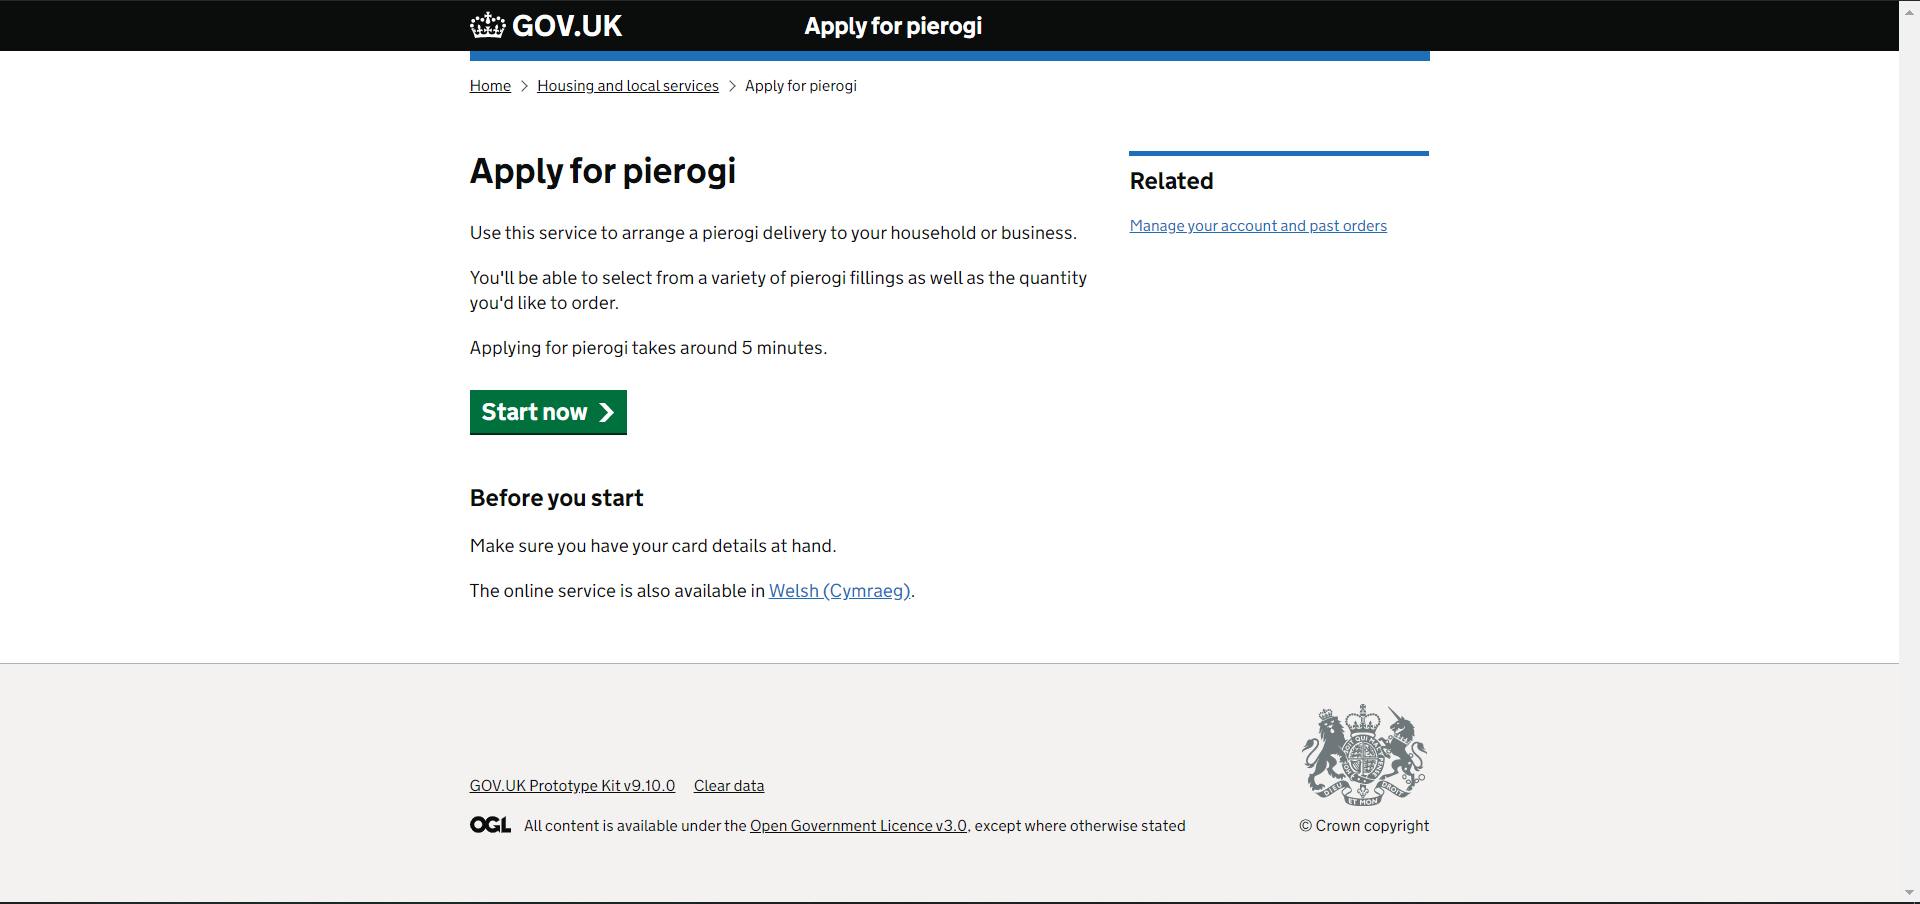 GOV.UK
Apply for pierogi
Home > Housing and local services > Apply for pierogi
Apply for pierogi
Use this service to arrange a pierogi delivery to your household or business.
You'll be able to select from a variety of pierogi fillings as well as the quantity
you'd like to order.
Applying for pierogi takes around 5 minutes.
Start now
Before you start
Make sure you have your card details at hand.
The online service is also available in Welsh (Cymraeg).
Related
Manage your account and past orders
GOV.UK Prototype Kit v9.10.0
Clear data
OGL
All content is available under the Open Government Licence v3.0, except where otherwise stated
DIEU
ET MON
DROIT
© Crown copyright